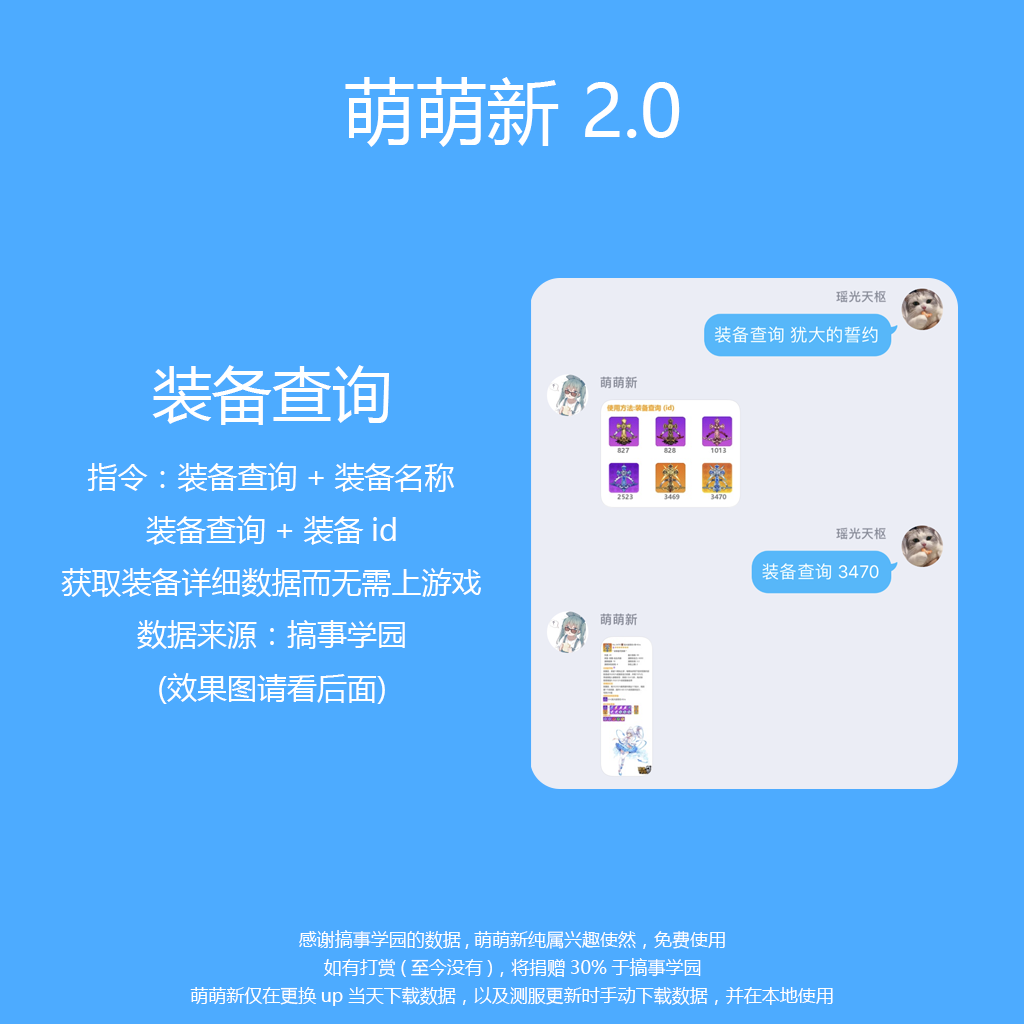 萌萌新 2.0
装备查询
指令：装备查询 + 装备名称
装备查询 + 装备 id
获取装备详细数据而无需上游戏
数据来源：搞事学园
(效果图请看后面)
瑶光天枢
装备查询 犹大的誓约
萌萌新
使用方法:装备查询 (id)
827 828 1013
2523 3469 3470
瑶光天枢
装备查询 3470
萌萌新
感谢搞事学园的数据 , 萌萌新纯属兴趣使然，免费使用
如有打赏 ( 至今没有 )，将捐赠 30% 于搞事学园
萌萌新仅在更换 up 当天下载数据，以及测服更新时手动下载数据，并在本地使用